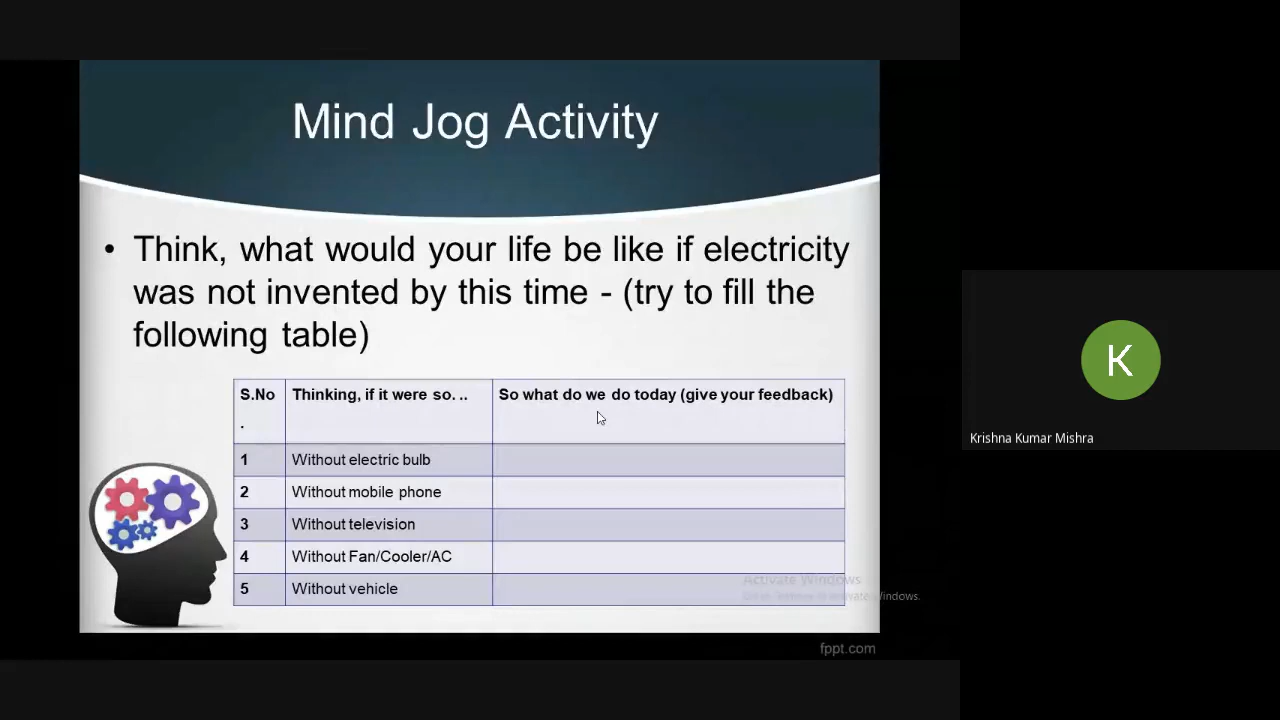 Mind Jog Activity
• Think, what would your life be like if electricity
was not invented by this time - (try to fill the
following table)
S.No Thinking, if it were so. .. So what do we do today (give your feedback)
.
1 Without electric bulb
2 Without mobile phone
3 Without television
4 Without Fan/Cooler/AC
5 Without vehicle
Activate Windows
Windows.
fppt.com
K
Krishna Kumar Mishra